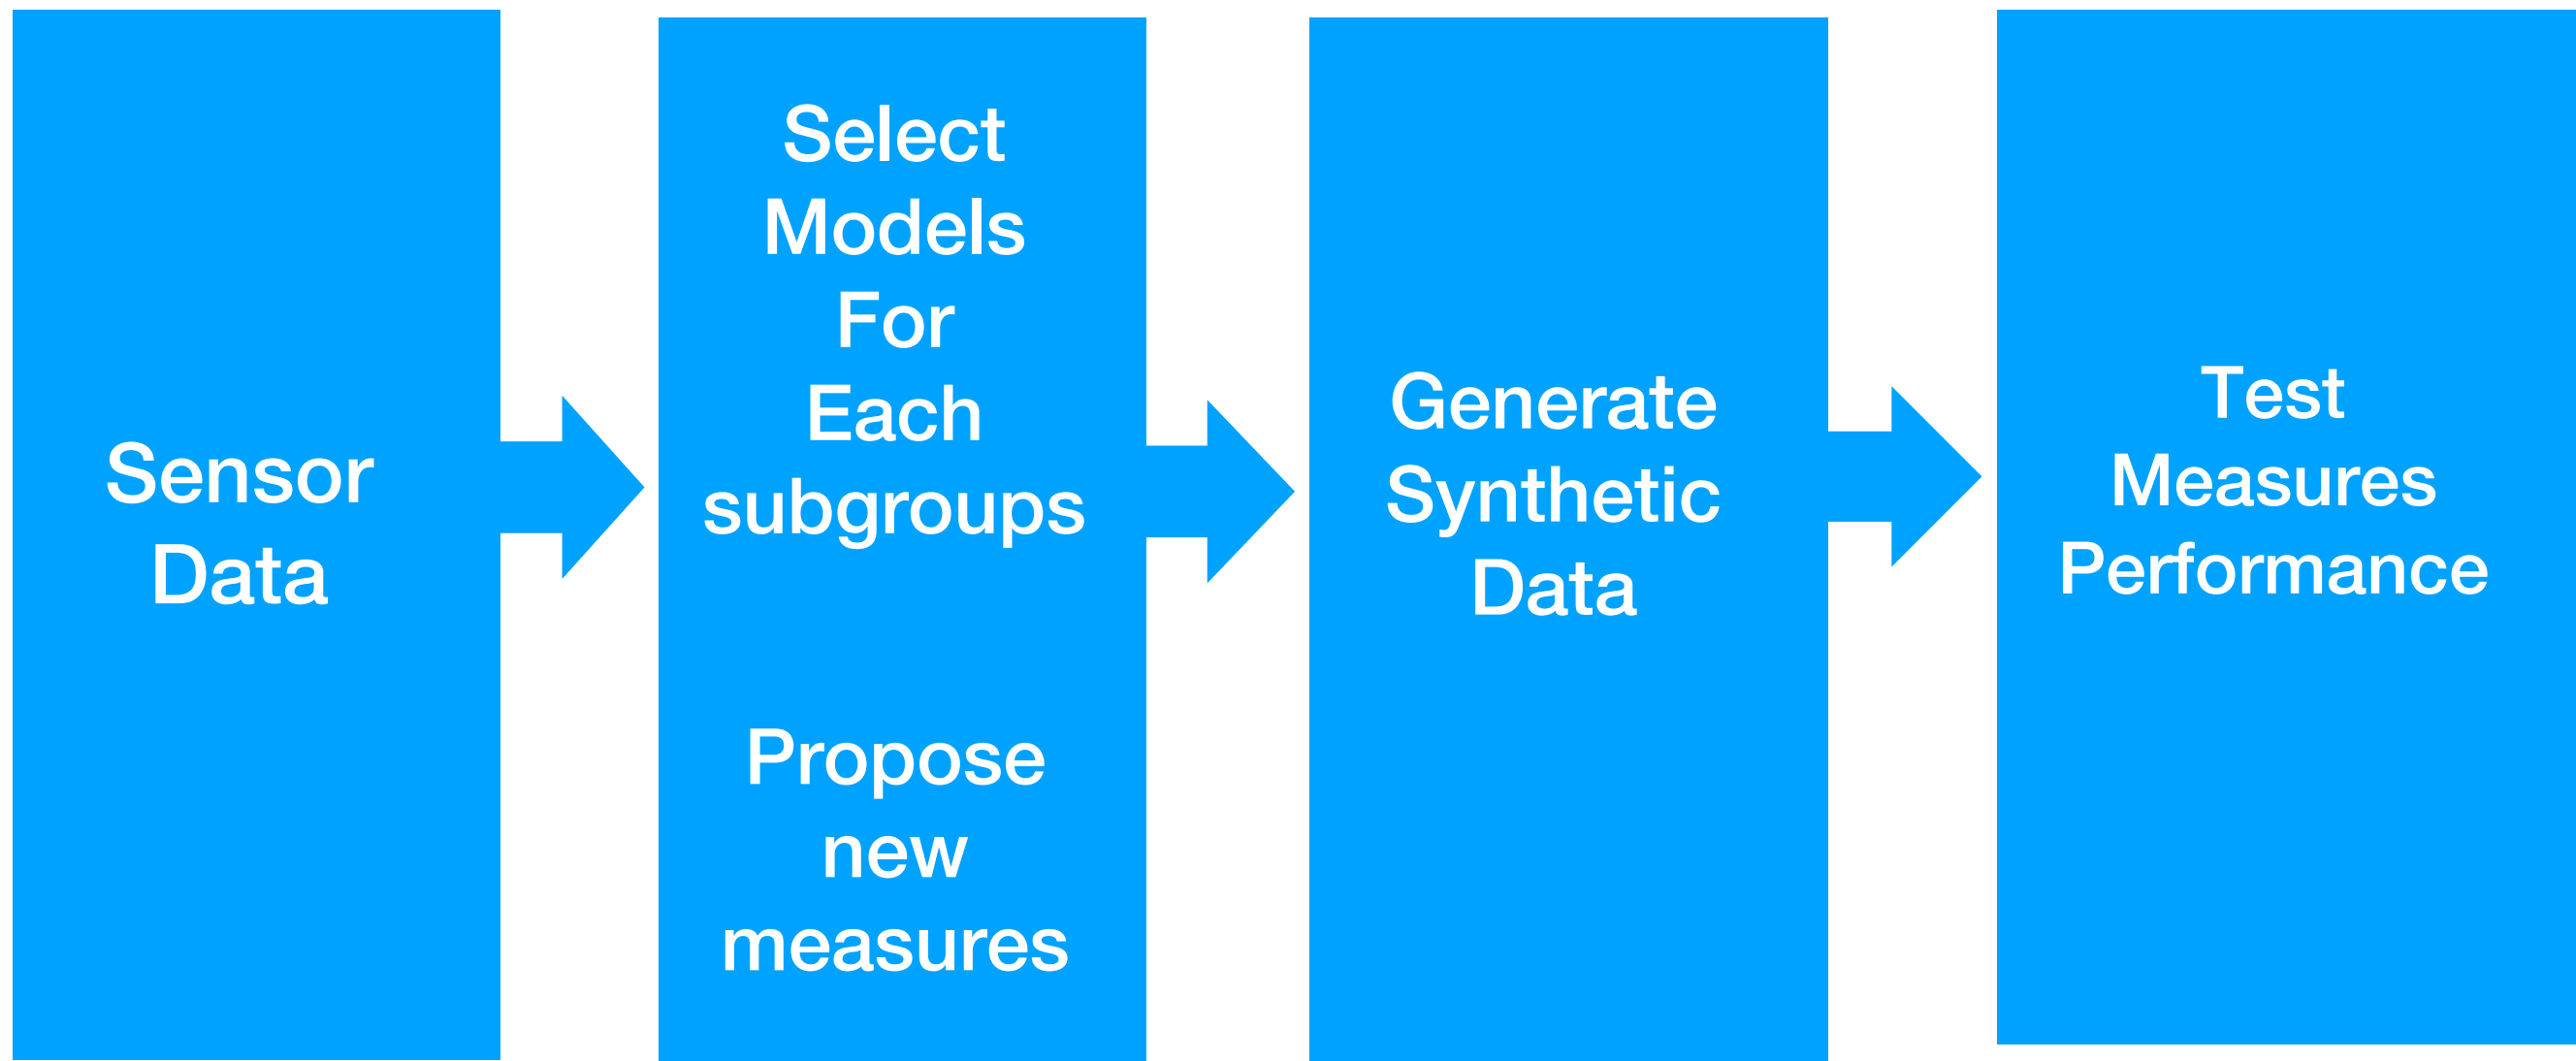 Sensor
Data
Select
Models
For
Each
subgroups
Propose
new
measures
Generate
Synthetic
Data
Test
Measures
Performance